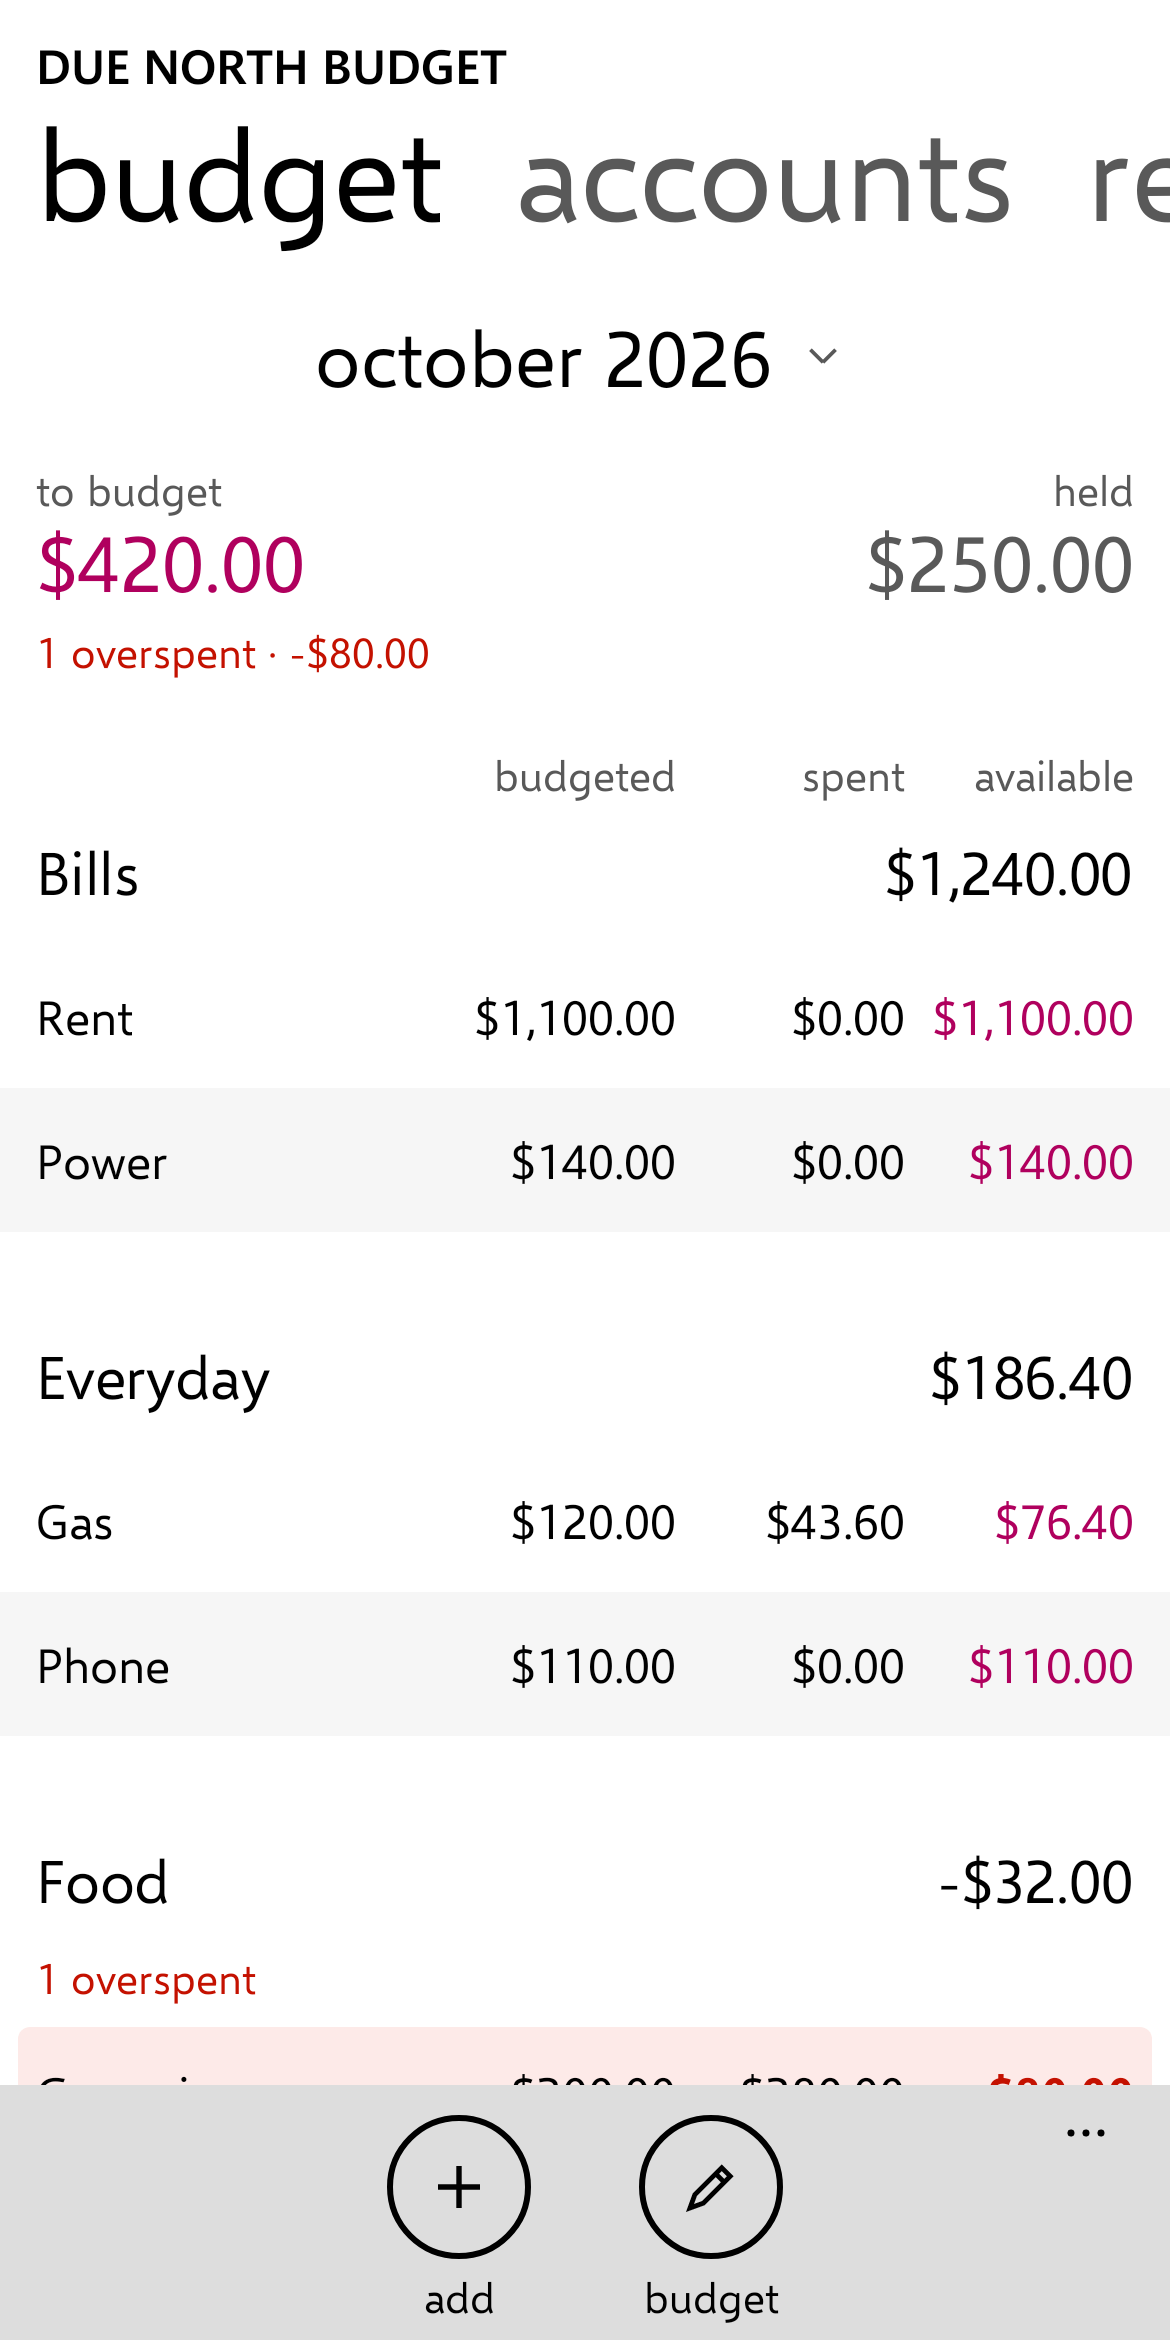 DUE NORTH BUDGET
budget accounts re
october 2026
to budget held
$420.00 $250.00
1 overspent · -$80.00
budgeted spent available
Bills $1,240.00
Rent $1,100.00 $0.00 $1,100.00
Power $140.00 $0.00 $140.00
Everyday $186.40
Gas $120.00 $43.60 $76.40
Phone $110.00 $0.00 $110.00
Food -$32.00
1 overspent
add budget